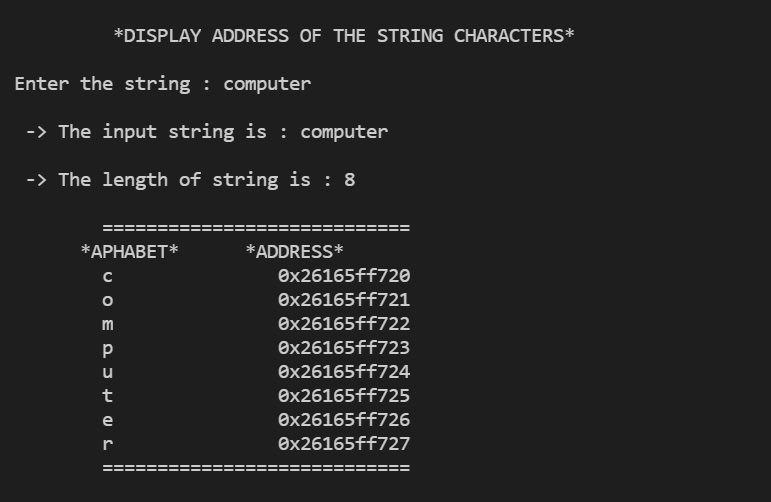 *DISPLAY ADDRESS OF THE STRING CHARACTERS*
Enter the string : computer
-> The input string is : computer
-> The length of string is : 8
============================
*APHABET* *ADDRESS*
c 0x26165ff720
o 0x26165ff721
m 0x26165ff722
p 0x26165ff723
u 0x26165ff724
t 0x26165ff725
e 0x26165ff726
r 0x26165ff727
============================